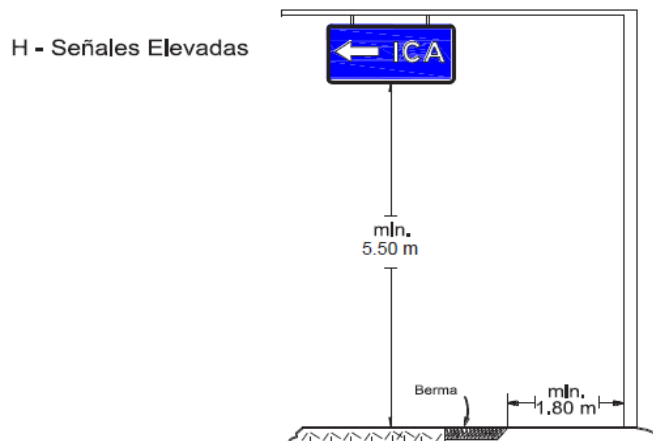 H - Señales Elevadas
ICA
mín.
5.50 m
Berma
mín.
1.80 m